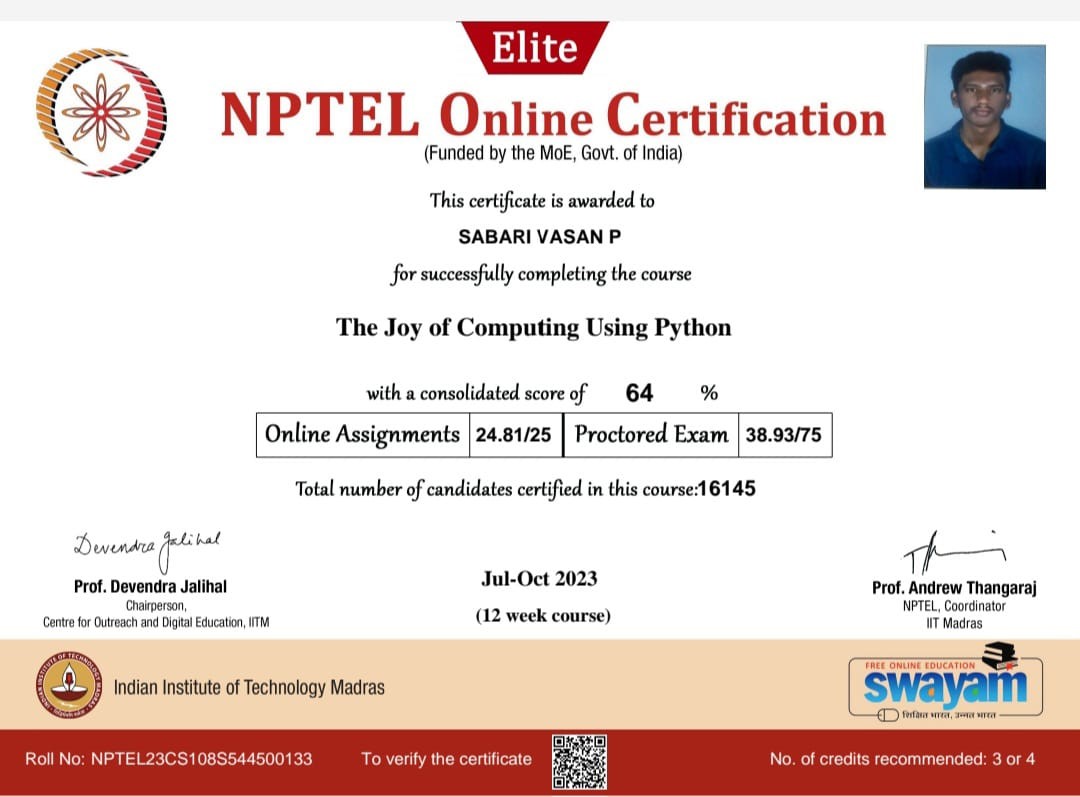 Elite
NPTEL Online Certification
(Funded by the MoE, Govt. of India)
This certificate is awarded to
SABARI VASAN P
for successfully completing the course
The Joy of Computing Using Python
with a consolidated score of 64 %
Online Assignments 24.81/25 Proctored Exam 38.93/75
Total number of candidates certified in this course:16145
Devendra Jalihal
Prof. Devendra Jalihal
Chairperson,
Centre for Outreach and Digital Education, IITM
Jul-Oct 2023
(12 week course)
Prof. Andrew Thangaraj
NPTEL, Coordinator
IIT Madras
Indian Institute of Technology Madras
FREE ONLINE EDUCATION
swayam
शिक्षित भारत, उन्नत भारत
Roll No: NPTEL23CS108S544500133
To verify the certificate
No. of credits recommended: 3 or 4